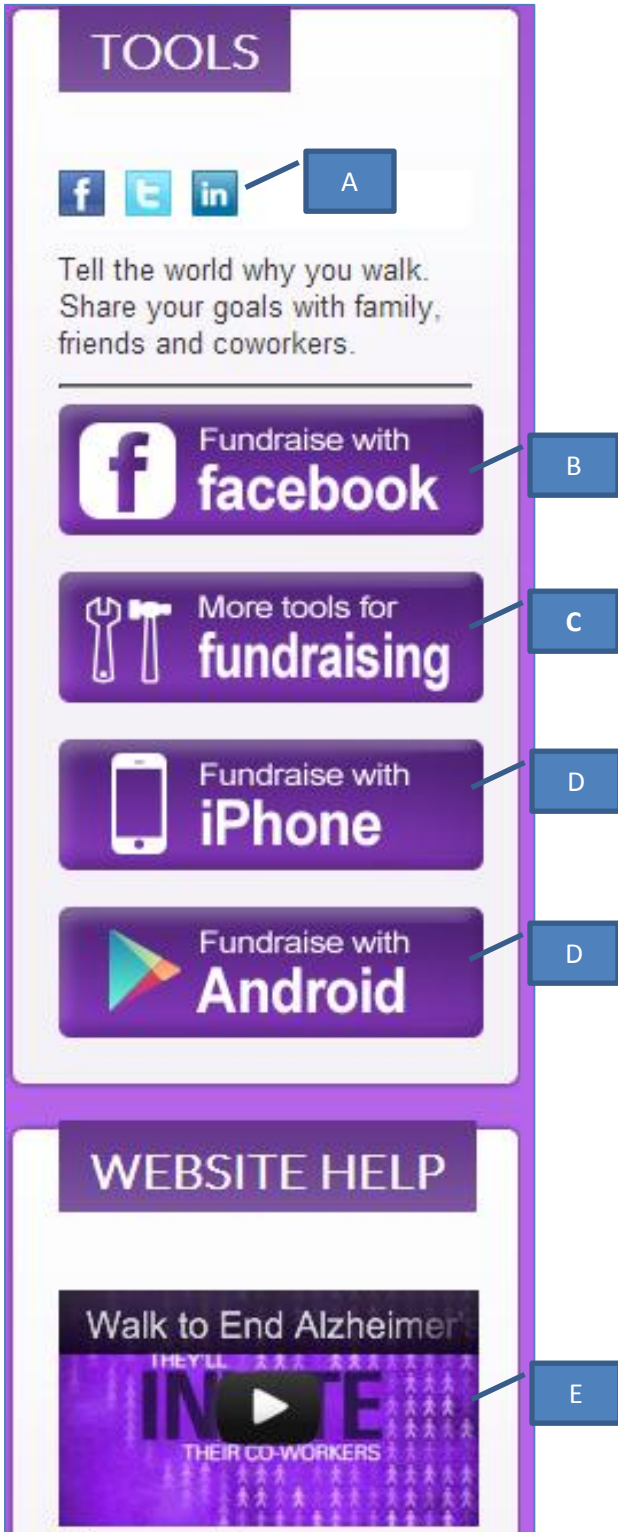 TOOLS
f t in
A
Tell the world why you walk.
Share your goals with family,
friends and coworkers.
Fundraise with
facebook
B
More tools for
fundraising
C
Fundraise with
iPhone
D
Fundraise with
Android
D
WEBSITE HELP
Walk to End Alzheimer's
THEY'LL
THEIR CO-WORKERS
E